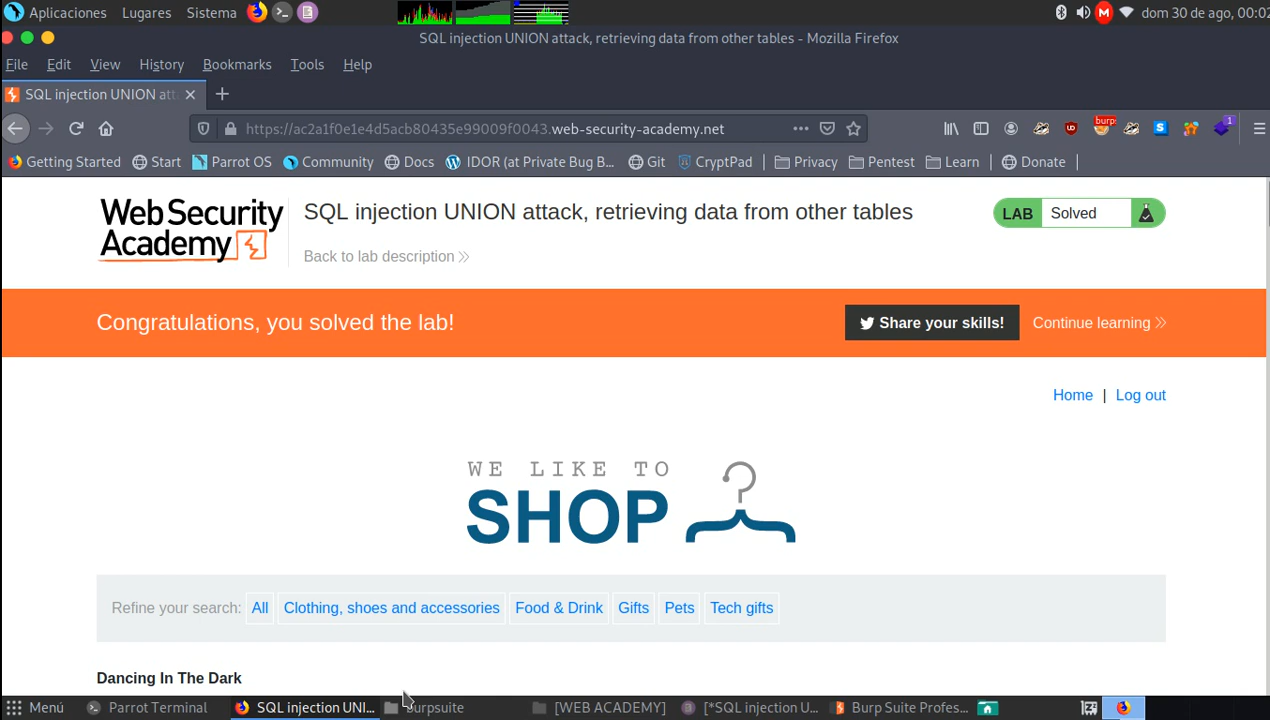 Aplicaciones Lugares Sistema dom 30 de ago, 00:02
SQL injection UNION attack, retrieving data from other tables - Mozilla Firefox
File Edit View History Bookmarks Tools Help
SQL injection UNION att
https://ac2a1f0e1e4d5acb80435e99009f0043.web-security-academy.net burp: 1
Getting Started Start Parrot OS Community Docs IDOR (at Private Bug B... Git CryptPad Privacy Pentest Learn Donate
WebSecurity Academy
SQL injection UNION attack, retrieving data from other tables
LAB Solved
Back to lab description
Congratulations, you solved the lab!
Share your skills! Continue learning
Home | Log out
WE LIKE TO
SHOP
Refine your search: All Clothing, shoes and accessories Food & Drink Gifts Pets Tech gifts
Dancing In The Dark
Menú Parrot Terminal SQL injection UNI... burpsuite [WEB ACADEMY] [*SQL injection U... Burp Suite Profes...